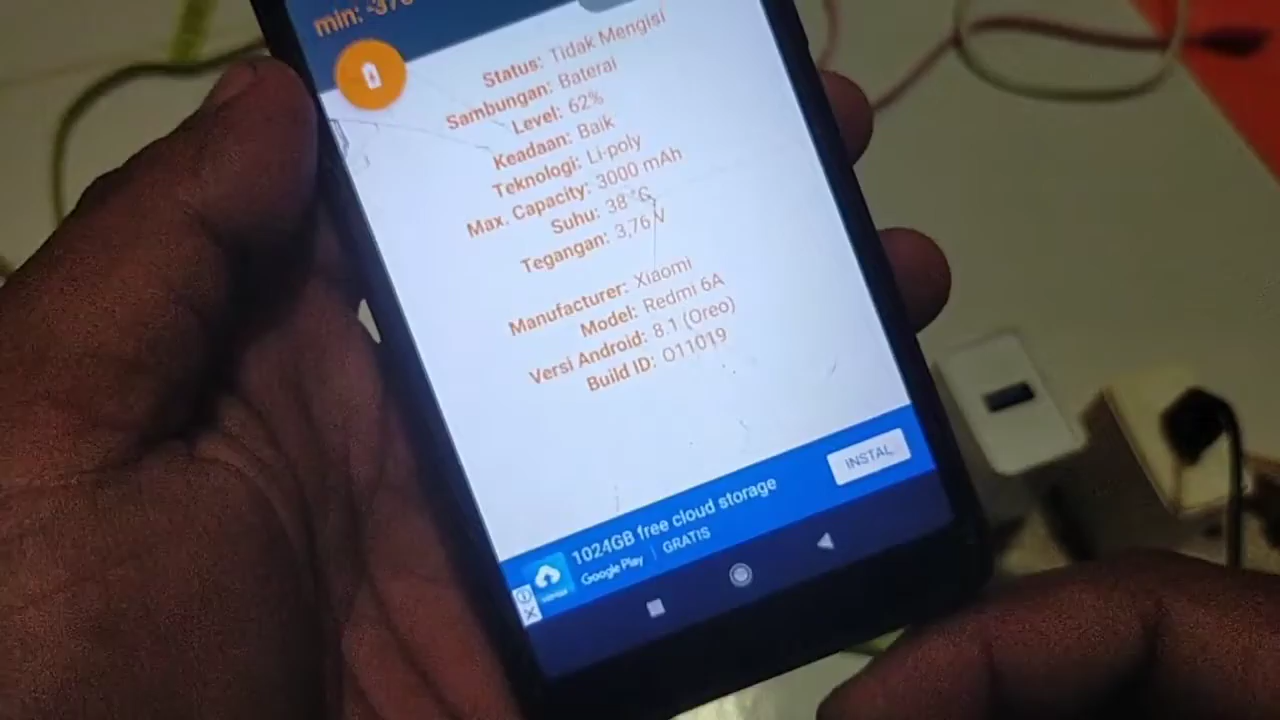 min: -370
Status: Tidak Mengisi
Sambungan: Baterai
Level: 62%
Keadaan: Baik
Teknologi: Li-poly
Max. Capacity: 3000 mAh
Suhu: 38 °C
Tegangan: 3,76 V
Manufacturer: Xiaomi
Model: Redmi 6A
Versi Android: 8.1 (Oreo)
Build ID: O11019
1024GB free cloud storage
Google Play | GRATIS
INSTAL